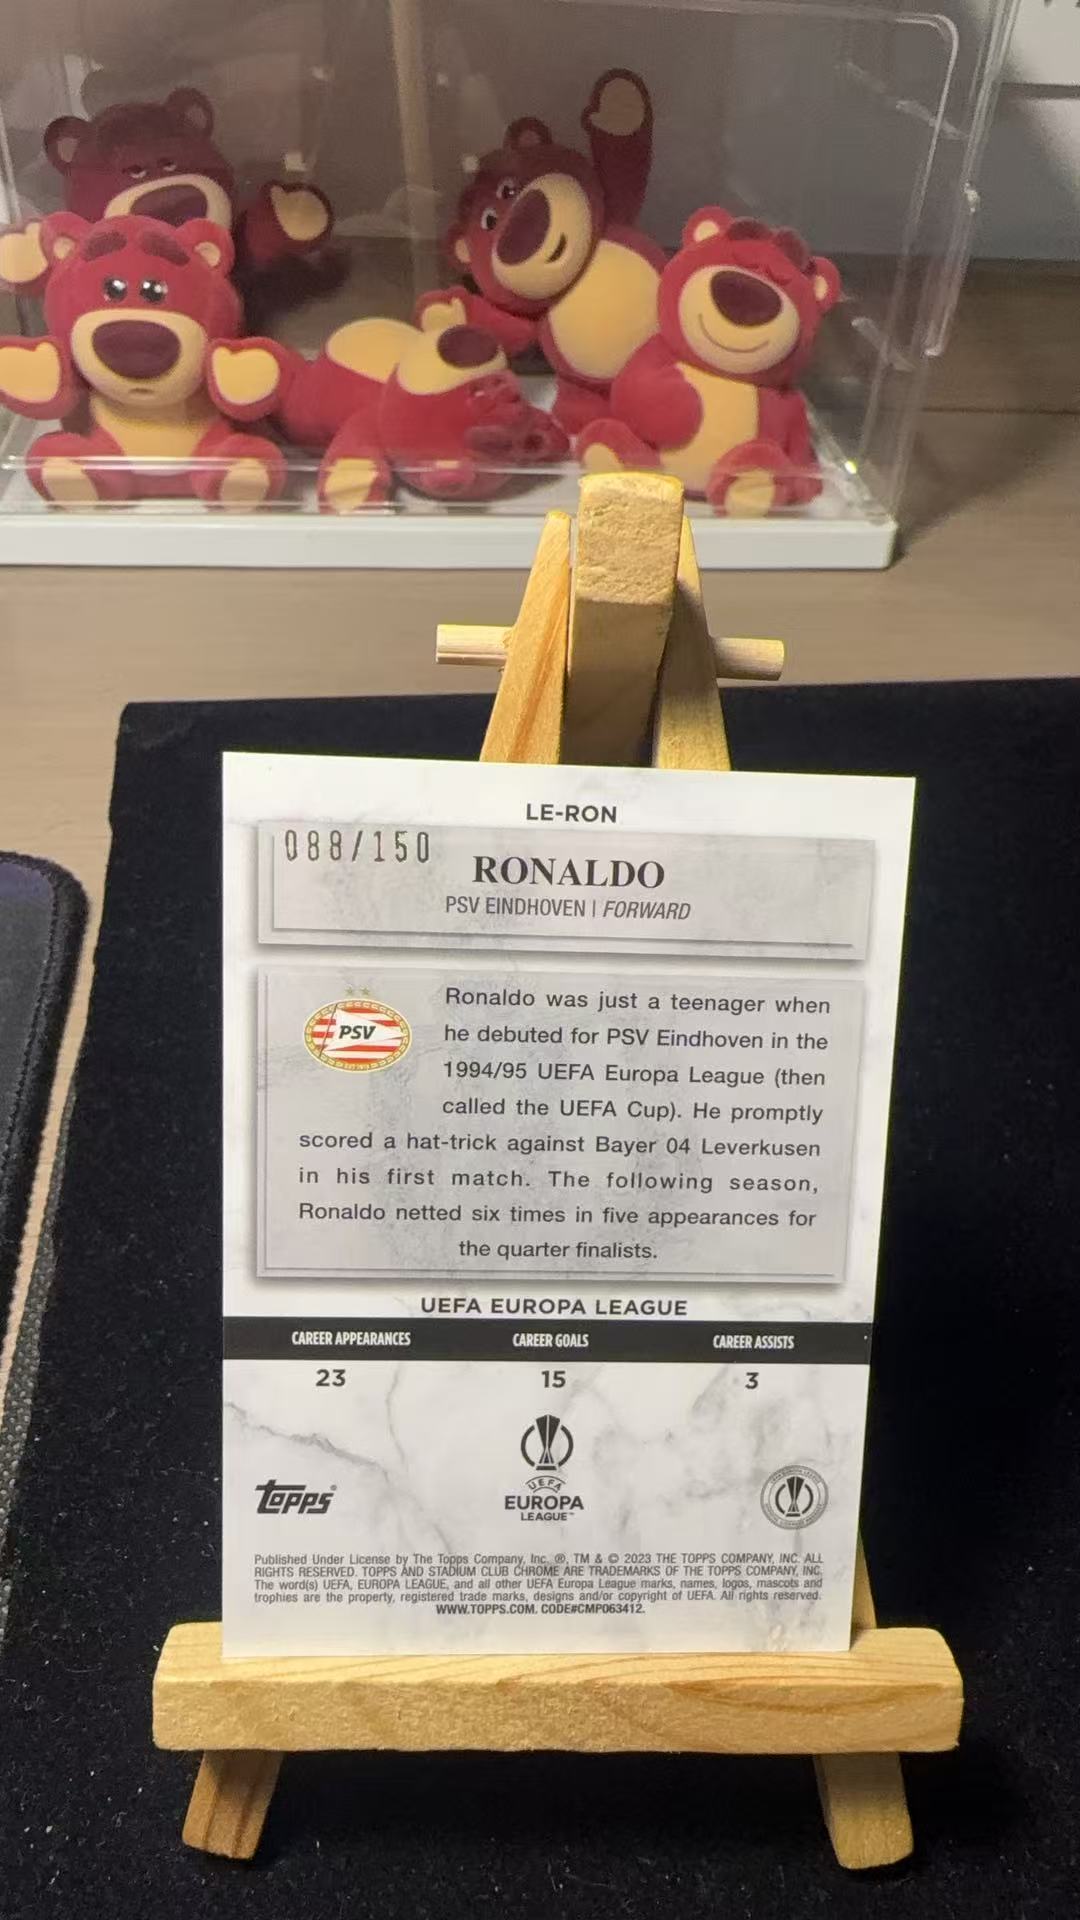 LE-RON
088/150
RONALDO
PSV EINDHOVEN | FORWARD
PSV
Ronaldo was just a teenager when
he debuted for PSV Eindhoven in the
1994/95 UEFA Europa League (then
called the UEFA Cup). He promptly
scored a hat-trick against Bayer 04 Leverkusen
in his first match. The following season,
Ronaldo netted six times in five appearances for
the quarter finalists.
UEFA EUROPA LEAGUE
CAREER APPEARANCES CAREER GOALS CAREER ASSISTS
23 15 3
topps®
UEFA
EUROPA
LEAGUE™
Published Under License by The Topps Company, Inc. ®, TM & © 2023 THE TOPPS COMPANY, INC. ALL
RIGHTS RESERVED. TOPPS AND STADIUM CLUB CHROME ARE TRADEMARKS OF THE TOPPS COMPANY, INC.
The word(s) UEFA, EUROPA LEAGUE, and all other UEFA Europa League marks, names, logos, mascots and
trophies are the property, registered trade marks, designs and/or copyright of UEFA. All rights reserved.
WWW.TOPPS.COM. CODE#CMP063412.